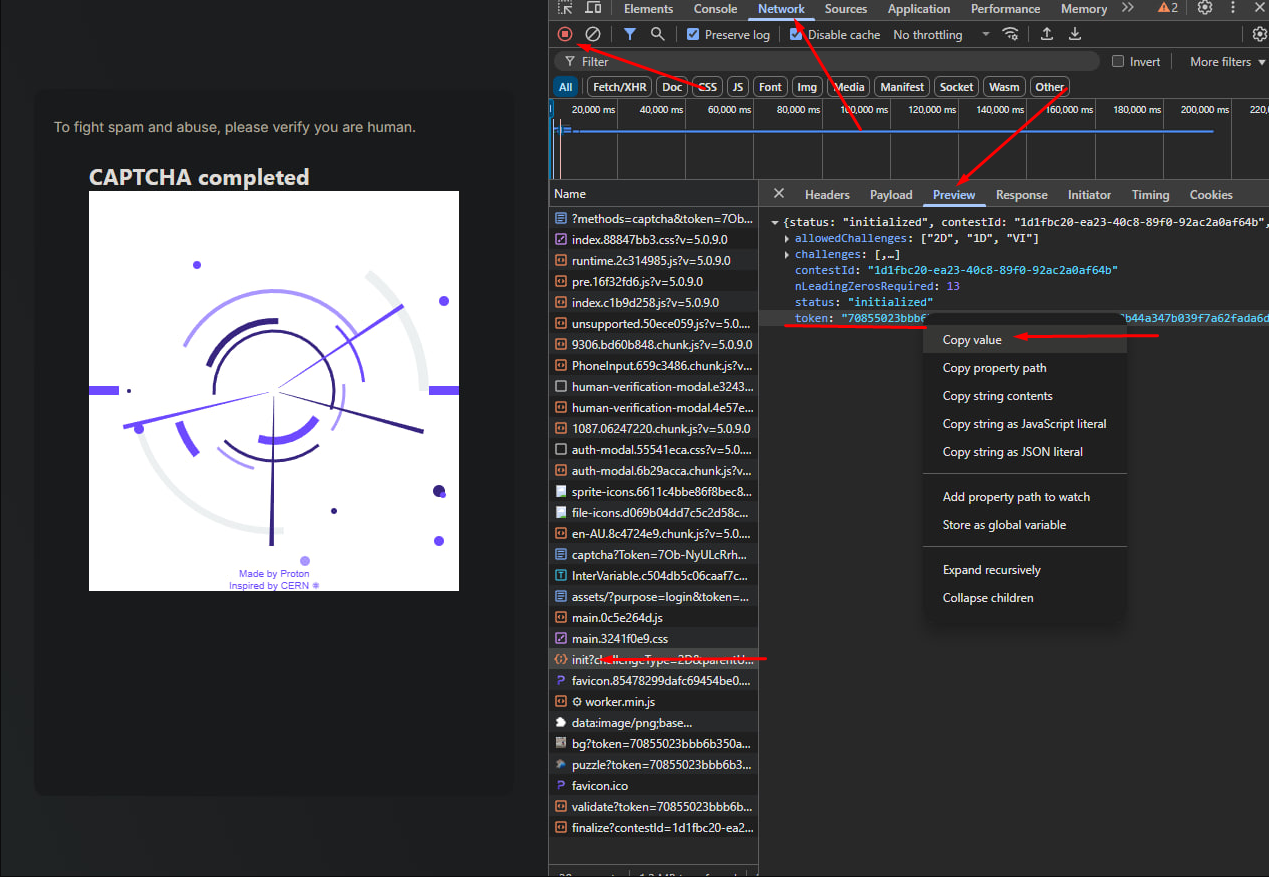 To fight spam and abuse, please verify you are human.
CAPTCHA completed
Made by Proton
Inspired by CERN
Elements Console Network Sources Application Performance Memory 2
Preserve log Disable cache No throttling
Filter Invert More filters
All Fetch/XHR Doc CSS JS Font Img Media Manifest Socket Wasm Other
20,000 ms 40,000 ms 60,000 ms 80,000 ms 100,000 ms 120,000 ms 140,000 ms 160,000 ms 180,000 ms 200,000 ms 220,
Name
?methods=captcha&token=7Ob...
index.88847bb3.css?v=5.0.9.0
runtime.2c314985.js?v=5.0.9.0
pre.16f32fd6.js?v=5.0.9.0
index.c1b9d258.js?v=5.0.9.0
unsupported.50ece059.js?v=5.0....
9306.bd60b848.chunk.js?v=5.0.9.0
PhoneInput.659c3486.chunk.js?v...
human-verification-modal.e3243...
human-verification-modal.4e57e...
1087.06247220.chunk.js?v=5.0.9.0
auth-modal.55541eca.css?v=5.0....
auth-modal.6b29acca.chunk.js?v...
sprite-icons.6611c4bbe86f8bec8...
file-icons.d069b04dd7c5c2d58c...
en-AU.8c4724e9.chunk.js?v=5.0....
captcha?Token=7Ob-NyULcRrh...
InterVariable.c504db5c06caaf7c...
assets/?purpose=login&token=...
main.0c5e264d.js
main.3241f0e9.css
init?challengeType=2D&parentU...
favicon.85478299dafc69454be0....
worker.min.js
data:image/png;base...
bg?token=70855023bbb6b350a...
puzzle?token=70855023bbb6b3...
favicon.ico
validate?token=70855023bbb6b...
finalize?contestId=1d1fbc20-ea2...
Headers Payload Preview Response Initiator Timing Cookies
{status: "initialized", contestId: "1d1fbc20-ea23-40c8-89f0-92ac2a0af64b",
allowedChallenges: ["2D", "1D", "VI"]
challenges: [,…]
contestId: "1d1fbc20-ea23-40c8-89f0-92ac2a0af64b"
nLeadingZerosRequired: 13
status: "initialized"
token: "70855023bbb6 b44a347b039f7a62fada6d
Copy value
Copy property path
Copy string contents
Copy string as JavaScript literal
Copy string as JSON literal
Add property path to watch
Store as global variable
Expand recursively
Collapse children